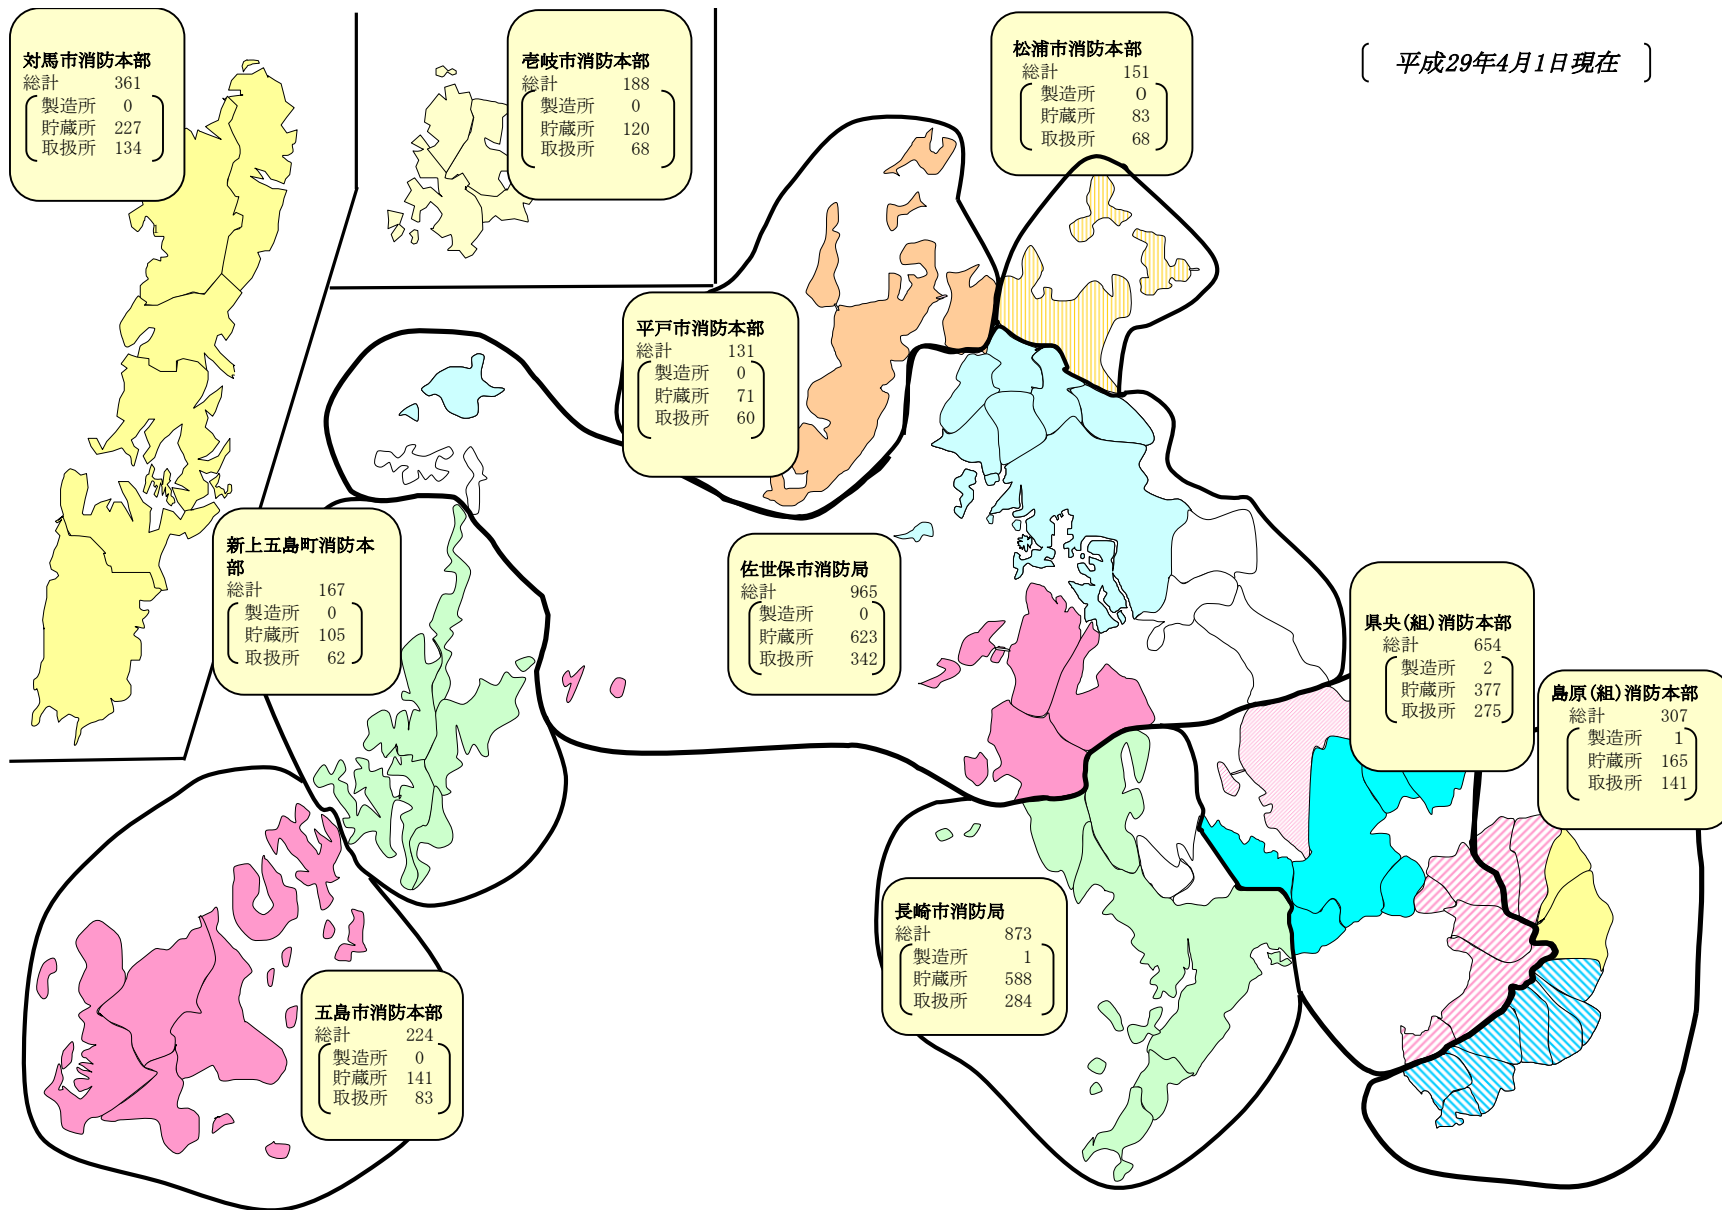 対馬市消防本部
総計 361
製造所 0
貯蔵所 227
取扱所 134
壱岐市消防本部
総計 188
製造所 0
貯蔵所 120
取扱所 68
松浦市消防本部
総計 151
製造所 0
貯蔵所 83
取扱所 68
平成29年4月1日現在
平戸市消防本部
総計 131
製造所 0
貯蔵所 71
取扱所 60
新上五島町消防本
部
総計 167
製造所 0
貯蔵所 105
取扱所 62
佐世保市消防局
総計 965
製造所 0
貯蔵所 623
取扱所 342
県央(組)消防本部
総計 654
製造所 2
貯蔵所 377
取扱所 275
島原(組)消防本部
総計 307
製造所 1
貯蔵所 165
取扱所 141
長崎市消防局
総計 873
製造所 1
貯蔵所 588
取扱所 284
五島市消防本部
総計 224
製造所 0
貯蔵所 141
取扱所 83